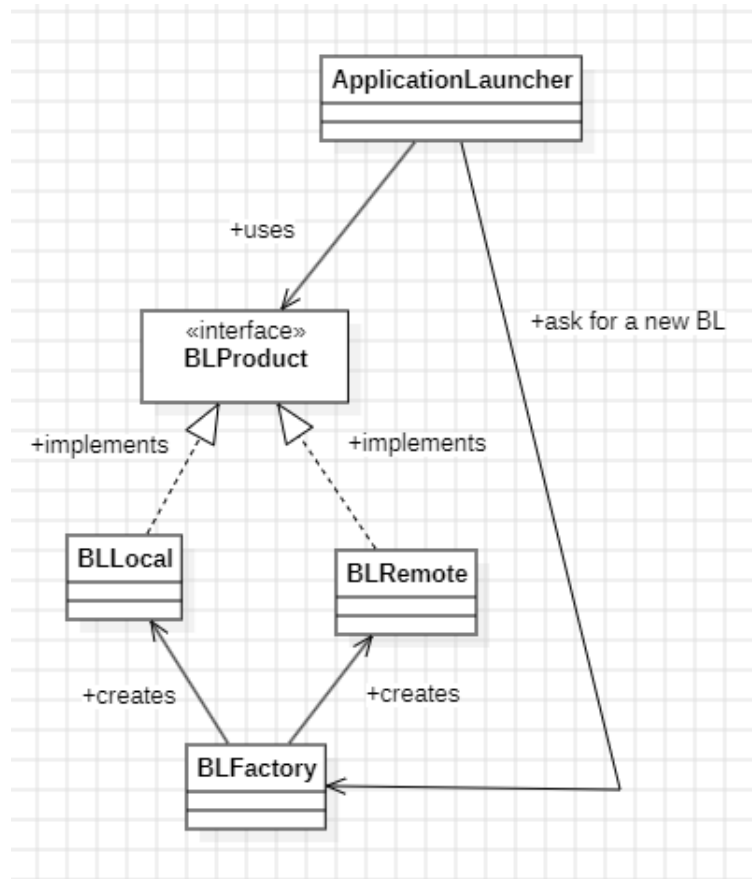 ApplicationLauncher
+uses
+ask for a new BL
«interface»
BLProduct
+implements
+implements
BLLocal
BLRemote
+creates
+creates
BLFactory